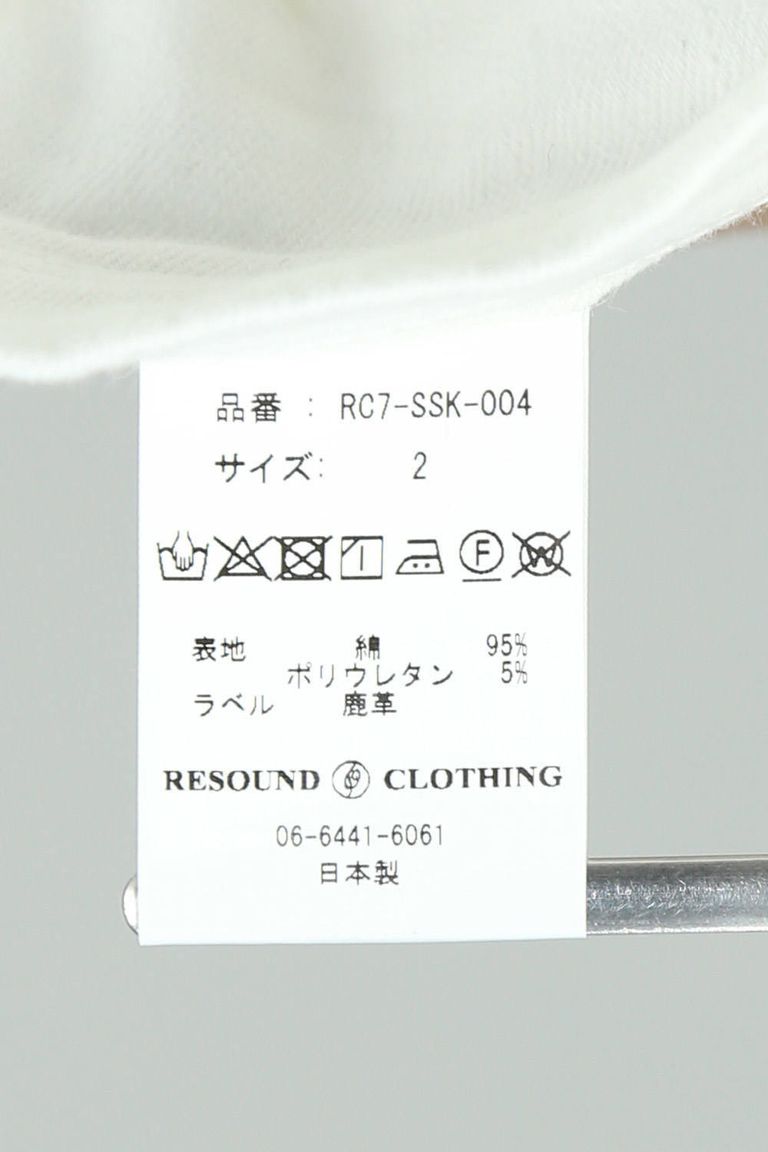 品番 : RC7-SSK-004
サイズ: 2
F W
表地 綿 95%
ポリウレタン 5%
ラベル 鹿革
RESOUND CLOTHING
06-6441-6061
日本製